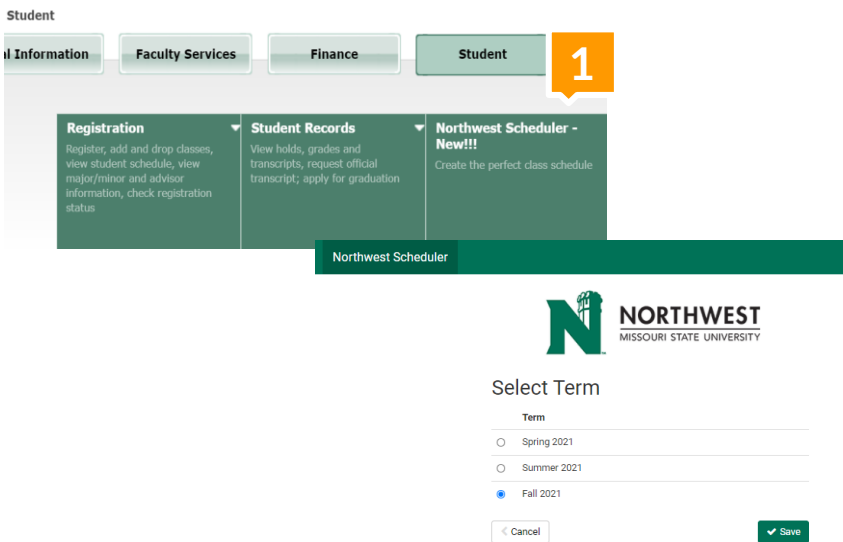 Student
al Information
Faculty Services
Finance
Student
1
Registration
Register, add and drop classes,
view student schedule, view
major/minor and advisor
information, check registration
status
Student Records
View holds, grades and
transcripts, request official
transcript; apply for graduation
Northwest Scheduler -
New!!!
Create the perfect class schedule
Northwest Scheduler
N
NORTHWEST
MISSOURI STATE UNIVERSITY
Select Term
Term
Spring 2021
Summer 2021
Fall 2021
Cancel
Save